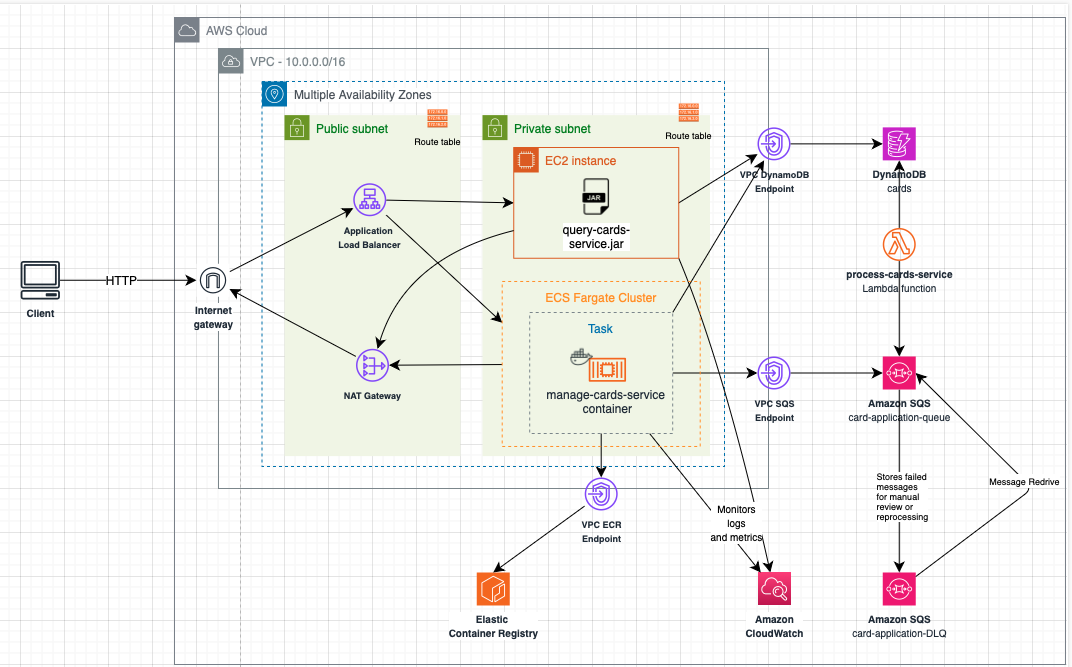 AWS Cloud
VPC - 10.0.0.0/16
Multiple Availability Zones
Public subnet
Route table
Private subnet
Route table
EC2 instance
JAR
query-cards-
service.jar
VPC DynamoDB
Endpoint
DynamoDB
cards
Application
Load Balancer
process-cards-service
Lambda function
HTTP
Client
Internet
gateway
ECS Fargate Cluster
Task
manage-cards-service
container
NAT Gateway
VPC SQS
Endpoint
Amazon SQS
card-application-queue
Stores failed
messages
for manual
review or
reprocessing
Message Redrive
Monitors
logs
and metrics
VPC ECR
Endpoint
Elastic
Container Registry
Amazon
CloudWatch
Amazon SQS
card-application-DLQ